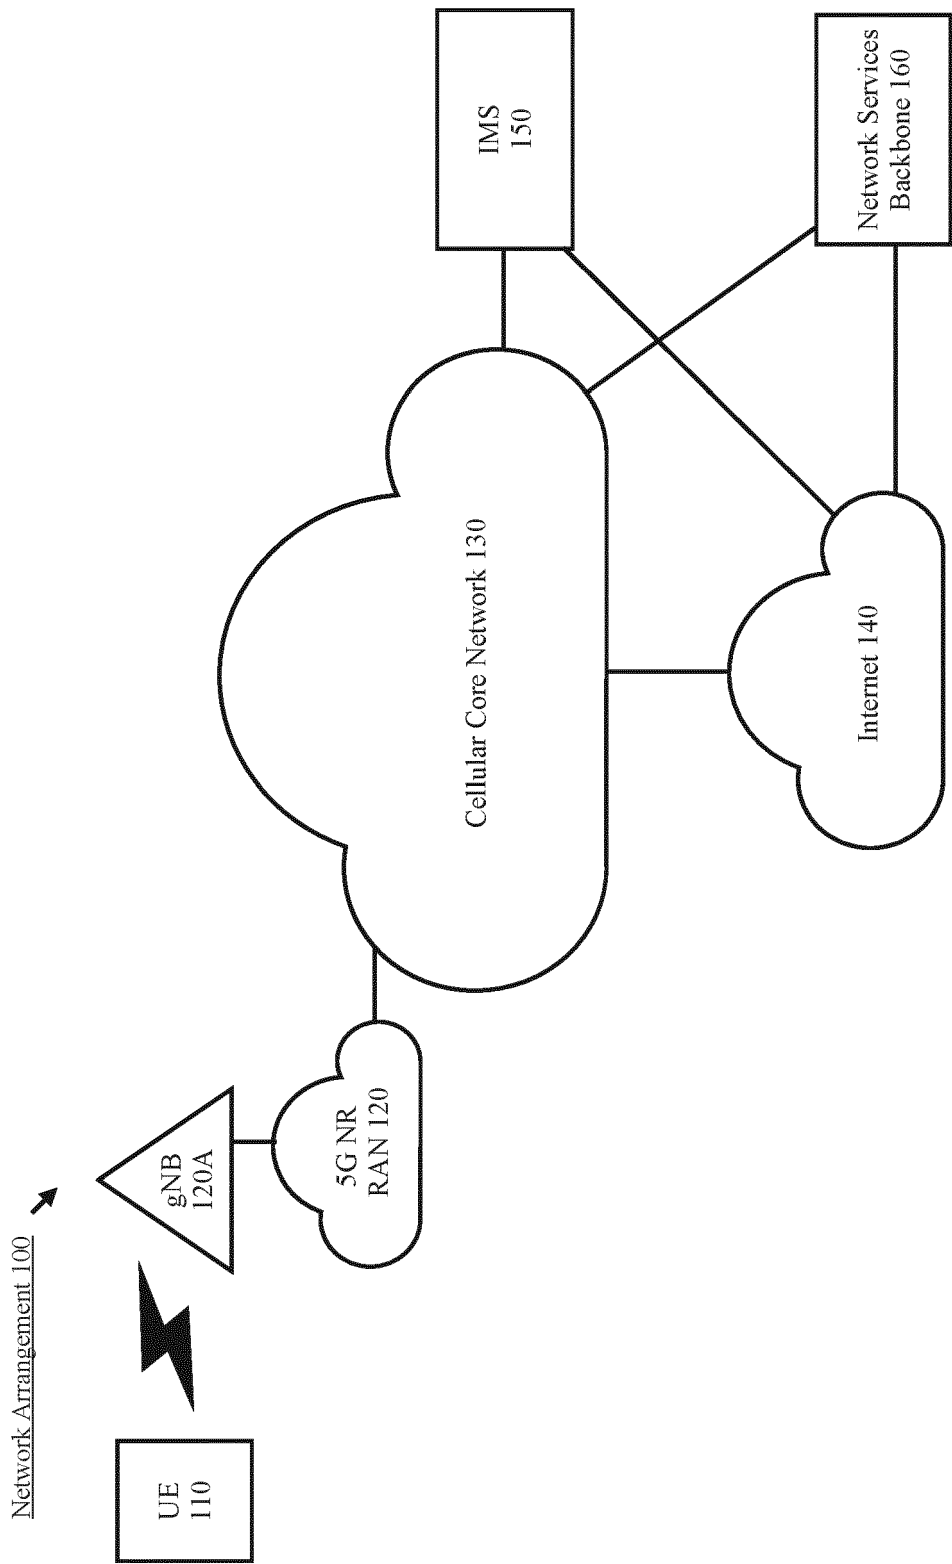 Network Arrangement 100
UE
110
gNB
120A
5G NR
RAN 120
Cellular Core Network 130
Internet 140
IMS
150
Network Services
Backbone 160